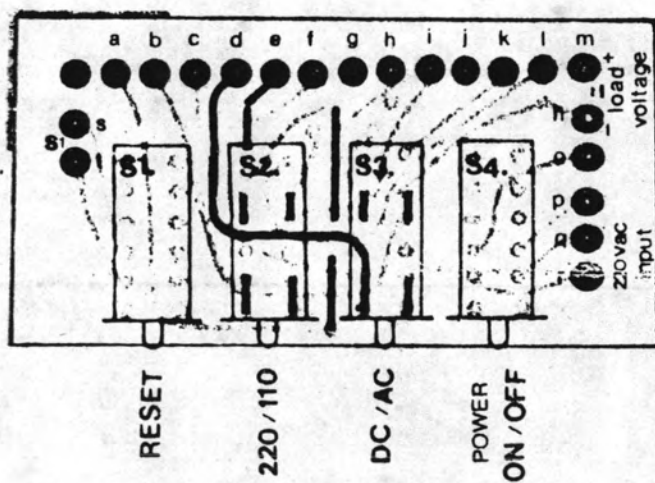 a b c d e f g h i j k l m
+
=
load
-
voltage
n
s
S1
t
o
p
q
220vac
input
S1.
S2.
S3.
S4.
RESET
220/110
DC/AC
POWER
ON/OFF